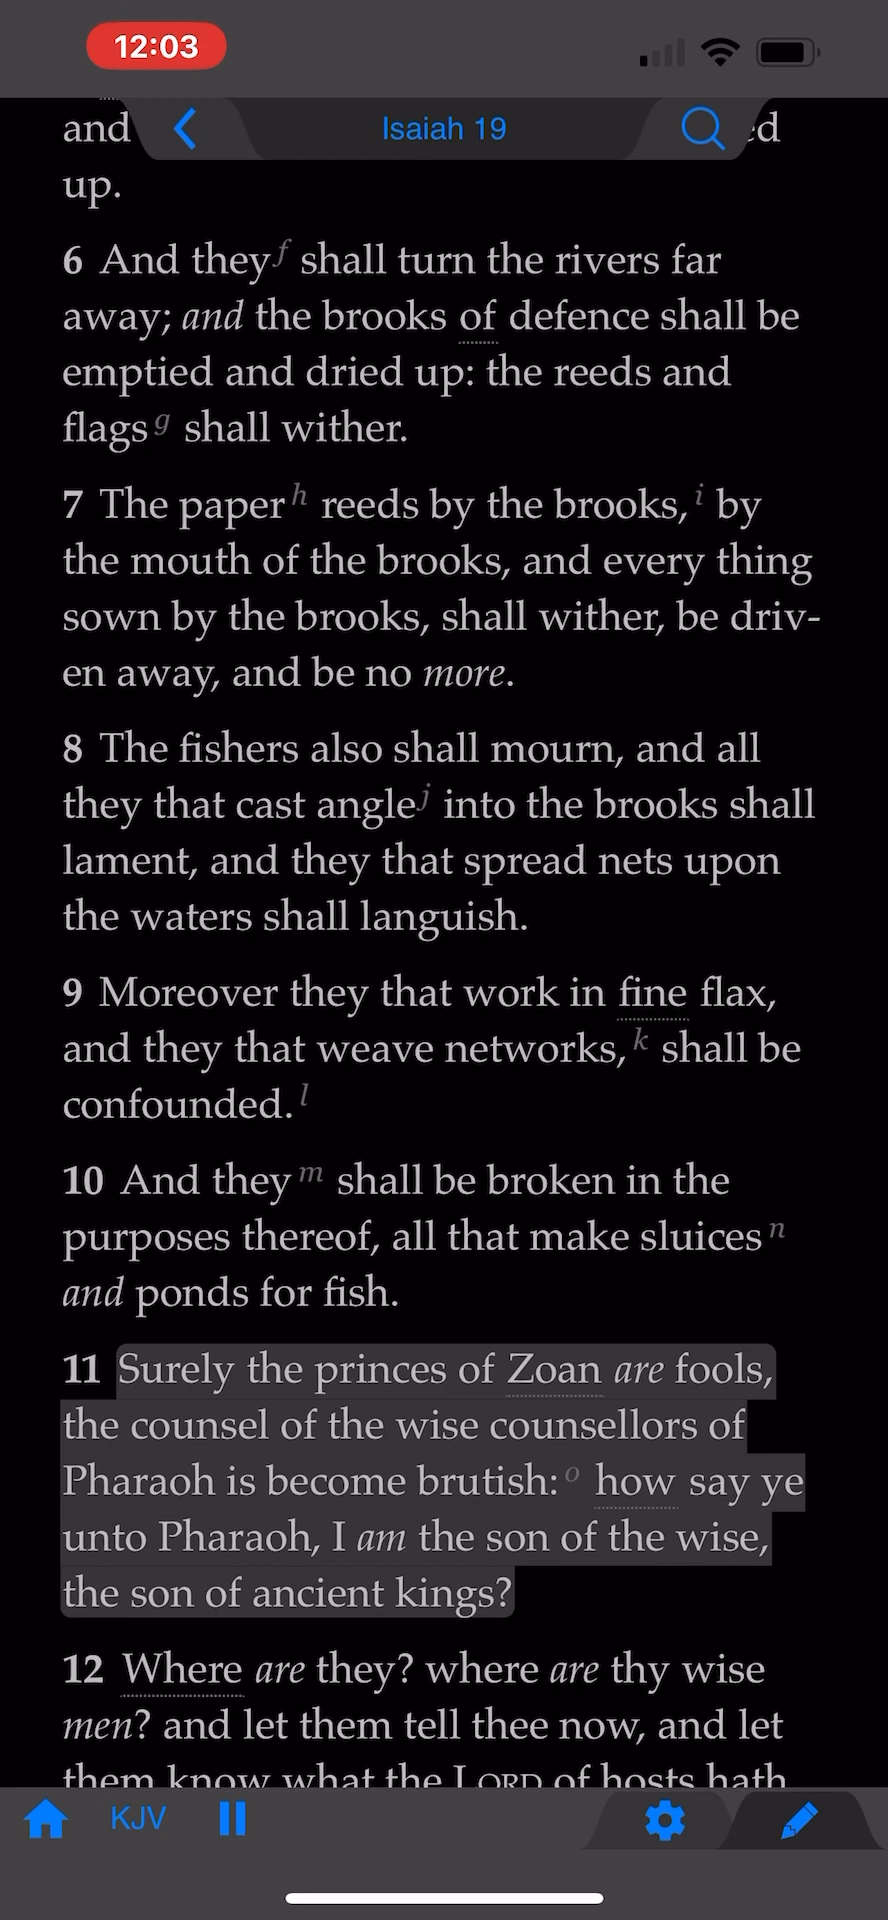 12:03
Isaiah 19
and ed
up.
6 And they f shall turn the rivers far
away; and the brooks of defence shall be
emptied and dried up: the reeds and
flags g shall wither.
7 The paper h reeds by the brooks, i by
the mouth of the brooks, and every thing
sown by the brooks, shall wither, be driv-
en away, and be no more.
8 The fishers also shall mourn, and all
they that cast angle j into the brooks shall
lament, and they that spread nets upon
the waters shall languish.
9 Moreover they that work in fine flax,
and they that weave networks, k shall be
confounded. l
10 And they m shall be broken in the
purposes thereof, all that make sluices n
and ponds for fish.
11 Surely the princes of Zoan are fools,
the counsel of the wise counsellors of
Pharaoh is become brutish: o how say ye
unto Pharaoh, I am the son of the wise,
the son of ancient kings?
12 Where are they? where are thy wise
men? and let them tell thee now, and let
them know what the LORD of hosts hath
KJV